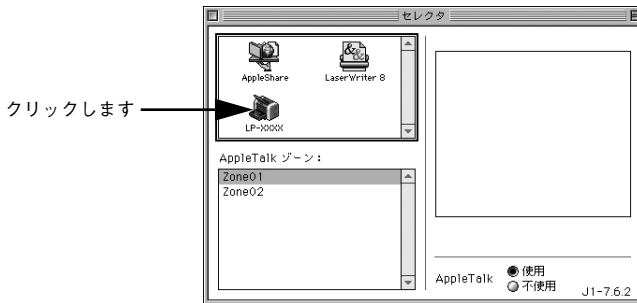 セレクタ
AppleShare
LaserWriter 8
クリックします
LP-XXXX
AppleTalk ゾーン：
Zone01
Zone02
AppleTalk
使用
不使用
J1-7.6.2